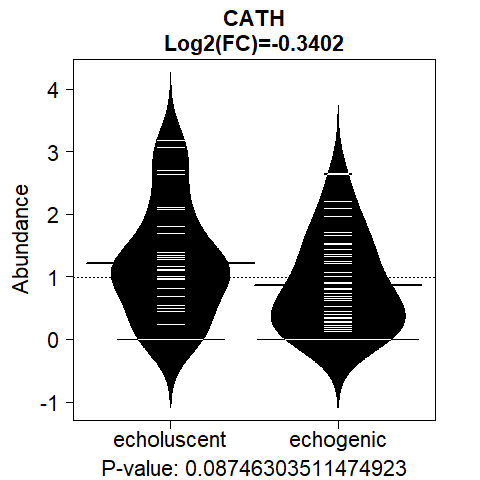 CATH
Log2(FC)=-0.3402
Abundance
4
3
2
1
0
-1
echoluscent
echogenic
P-value: 0.08746303511474923